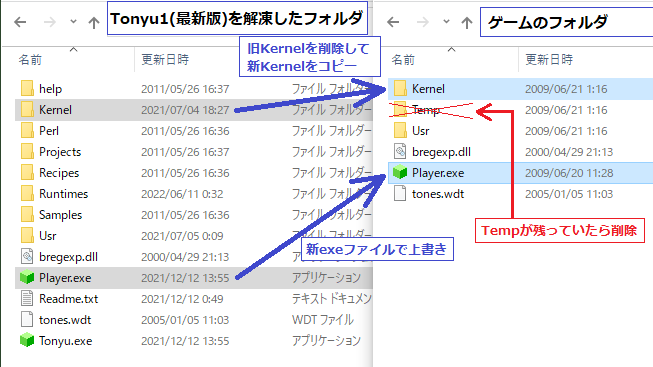 Tonyu1(最新版)を解凍したフォルダ
ゲームのフォルダ
旧Kernelを削除して
新Kernelをコピー
名前 更新日時
help 2011/05/26 16:37 ファイル フォルダー
Kernel 2021/07/04 18:27 ファイル フォルダー
Perl 2011/05/26 16:36 ファイル フォルダー
Projects 2011/05/26 16:37 ファイル フォルダー
Recipes 2011/05/26 16:36 ファイル フォルダー
Runtimes 2022/06/11 0:32 ファイル フォルダー
Samples 2011/05/26 16:36 ファイル フォルダー
Usr 2021/07/05 0:09 ファイル フォルダー
bregexp.dll 2000/04/29 21:13
Player.exe 2021/12/12 13:55 アプリケーション
Readme.txt 2021/12/12 0:49 テキスト ドキュメン
tones.wdt 2005/01/05 11:03 WDT ファイル
Tonyu.exe 2021/12/12 13:55 アプリケーション
新exeファイルで上書き
名前 更新日時
Kernel 2009/06/21 1:16
Temp 2009/06/21 1:16
Usr 2009/06/21 1:16
bregexp.dll 2000/04/29 21:13
Player.exe 2009/06/20 11:28
tones.wdt 2005/01/05 11:03
Tempが残っていたら削除